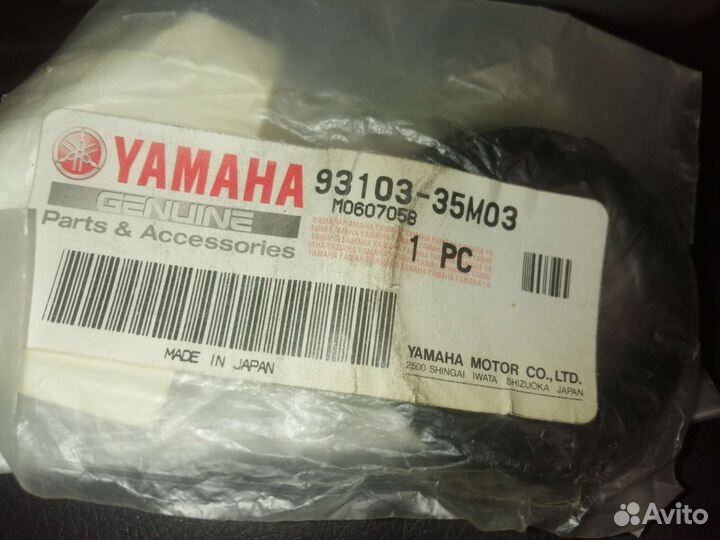 YAMAHA 93103-35M03
GENUINE M060705B
Parts & Accessories 1 PC
MADE IN JAPAN
YAMAHA MOTOR CO., LTD.
2500 SHINGAI IWATA SHIZUOKA JAPAN
Avito